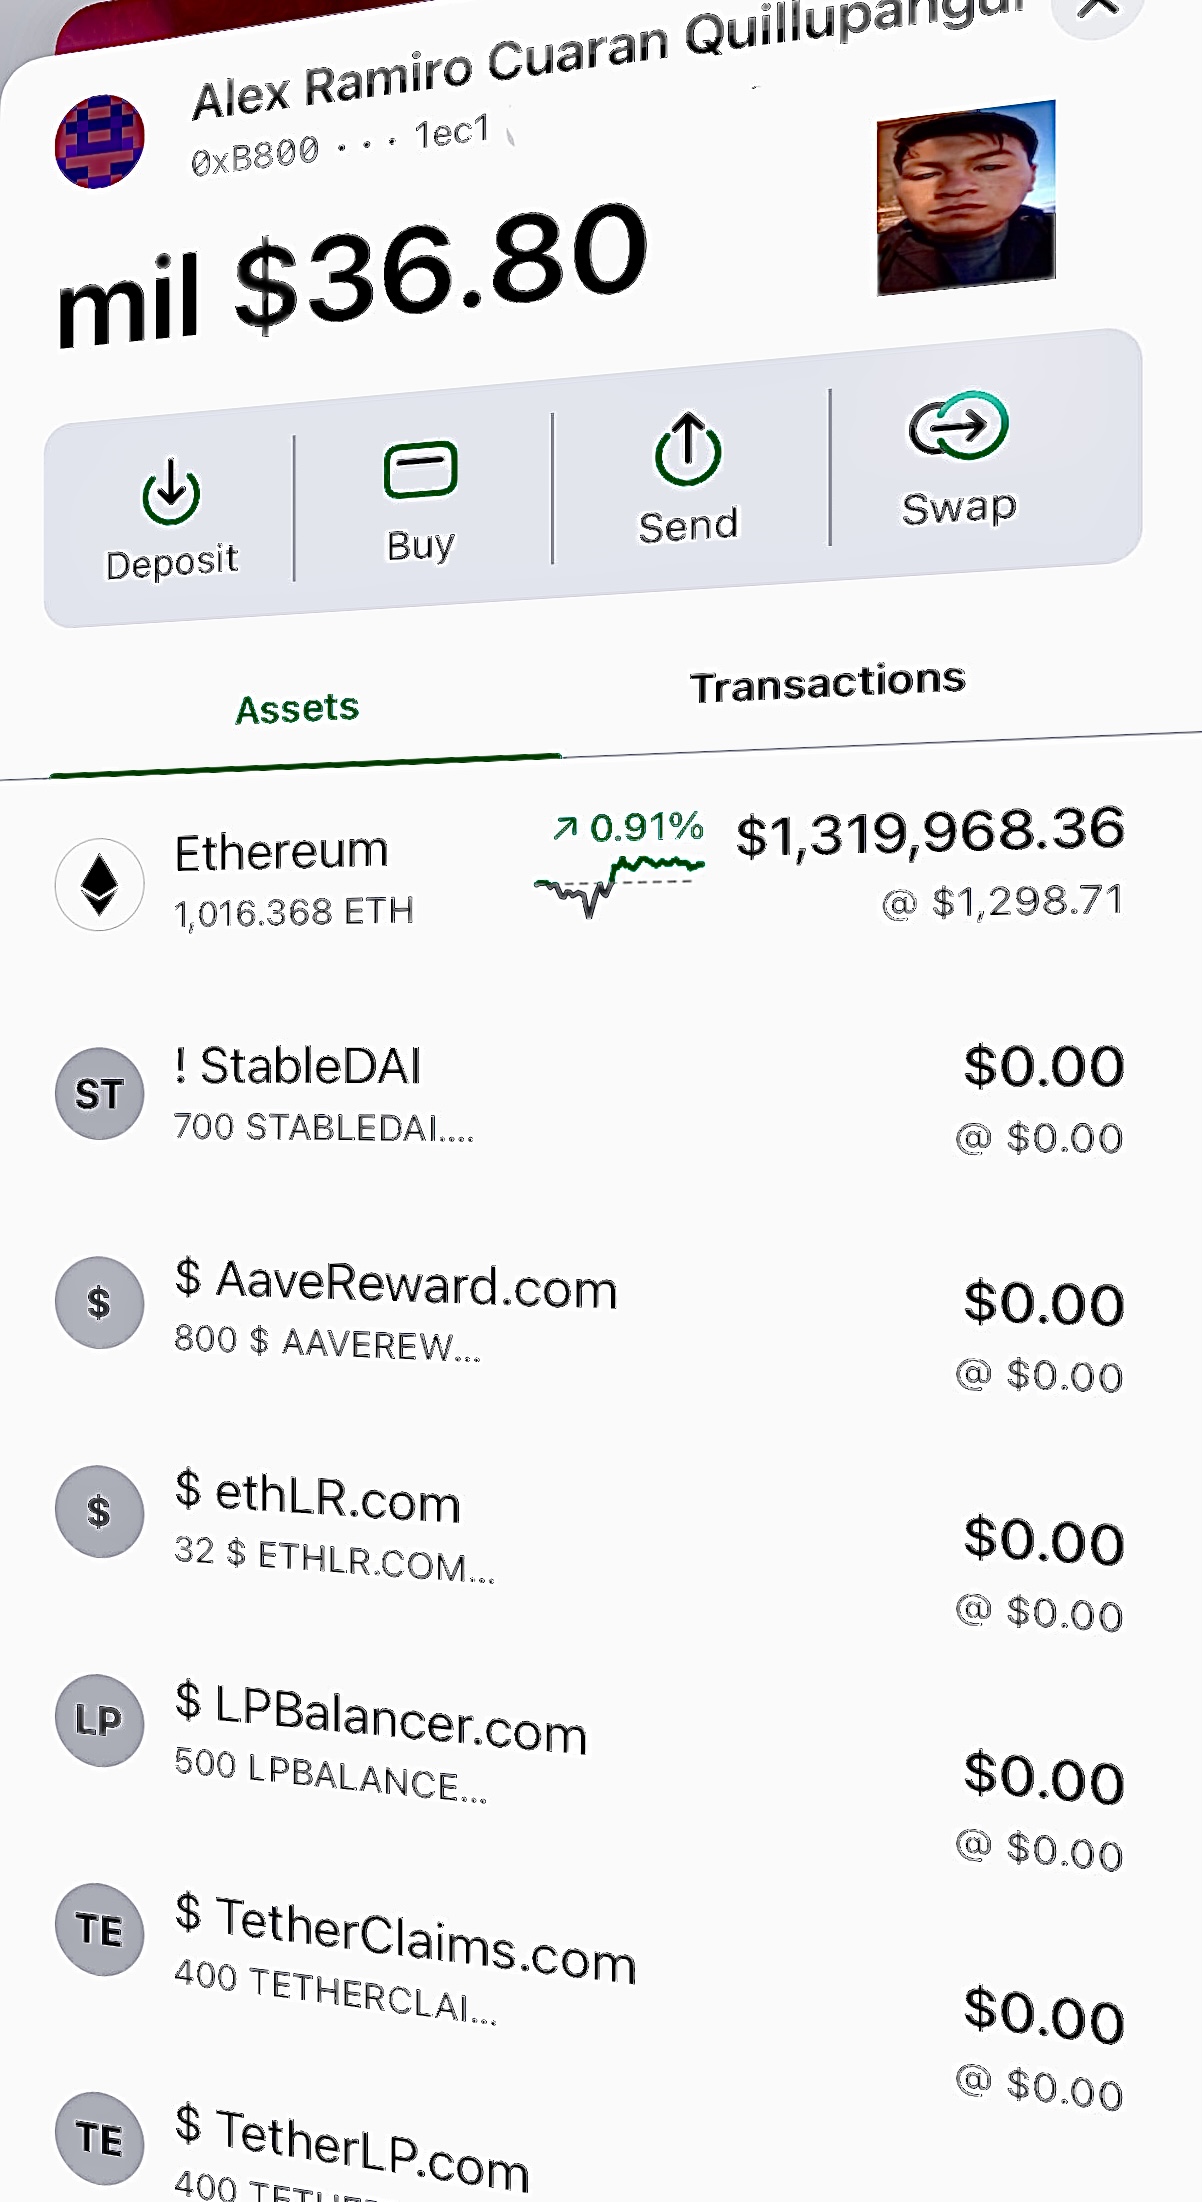 Alex Ramiro Cuaran Quillupangui
0xB800 ··· 1ec1
mil $36.80
Deposit
Buy
Send
Swap
Assets
Transactions
Ethereum
↗ 0.91%
$1,319,968.36
1,016.368 ETH
@ $1,298.71
ST
! StableDAI
$0.00
700 STABLEDAI....
@ $0.00
$
$ AaveReward.com
$0.00
800 $ AAVEREW...
@ $0.00
$
$ ethLR.com
$0.00
32 $ ETHLR.COM...
@ $0.00
LP
$ LPBalancer.com
$0.00
500 LPBALANCE...
@ $0.00
TE
$ TetherClaims.com
$0.00
400 TETHERCLAI...
@ $0.00
TE
$ TetherLP.com
400